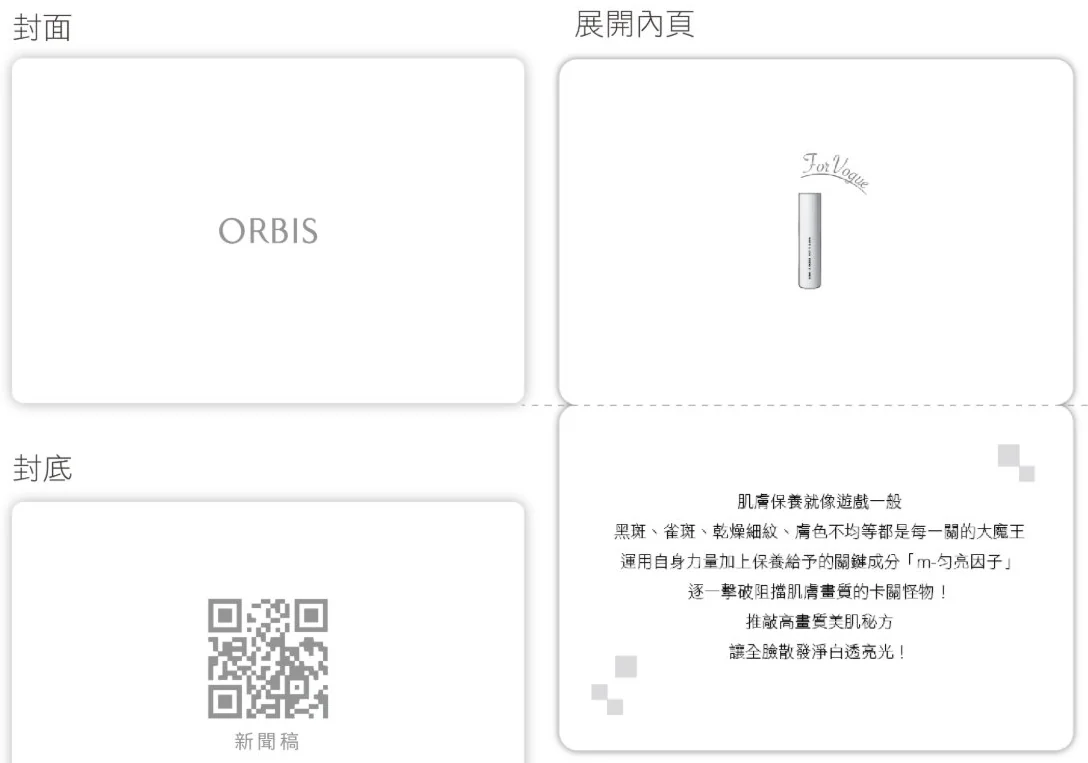 封面
ORBIS
封底
新聞稿
展開內頁
For Vogue
肌膚保養就像遊戲一般
黑斑、雀斑、乾燥細紋、膚色不均等都是每一關的大魔王
運用自身力量加上保養給予的關鍵成分「m-勻亮因子」
逐一擊破阻擋肌膚畫質的卡關怪物！
推敲高畫質美肌秘方
讓全臉散發淨白透亮光！